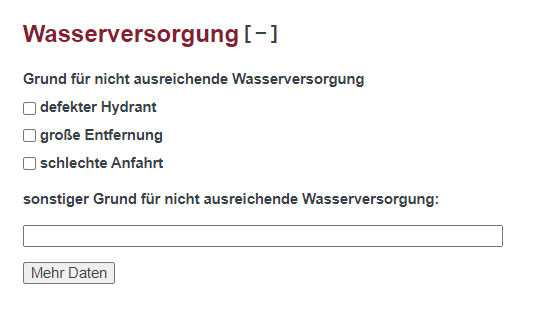 Wasserversorgung [-]
Grund für nicht ausreichende Wasserversorgung
defekter Hydrant
große Entfernung
schlechte Anfahrt
sonstiger Grund für nicht ausreichende Wasserversorgung:
Mehr Daten